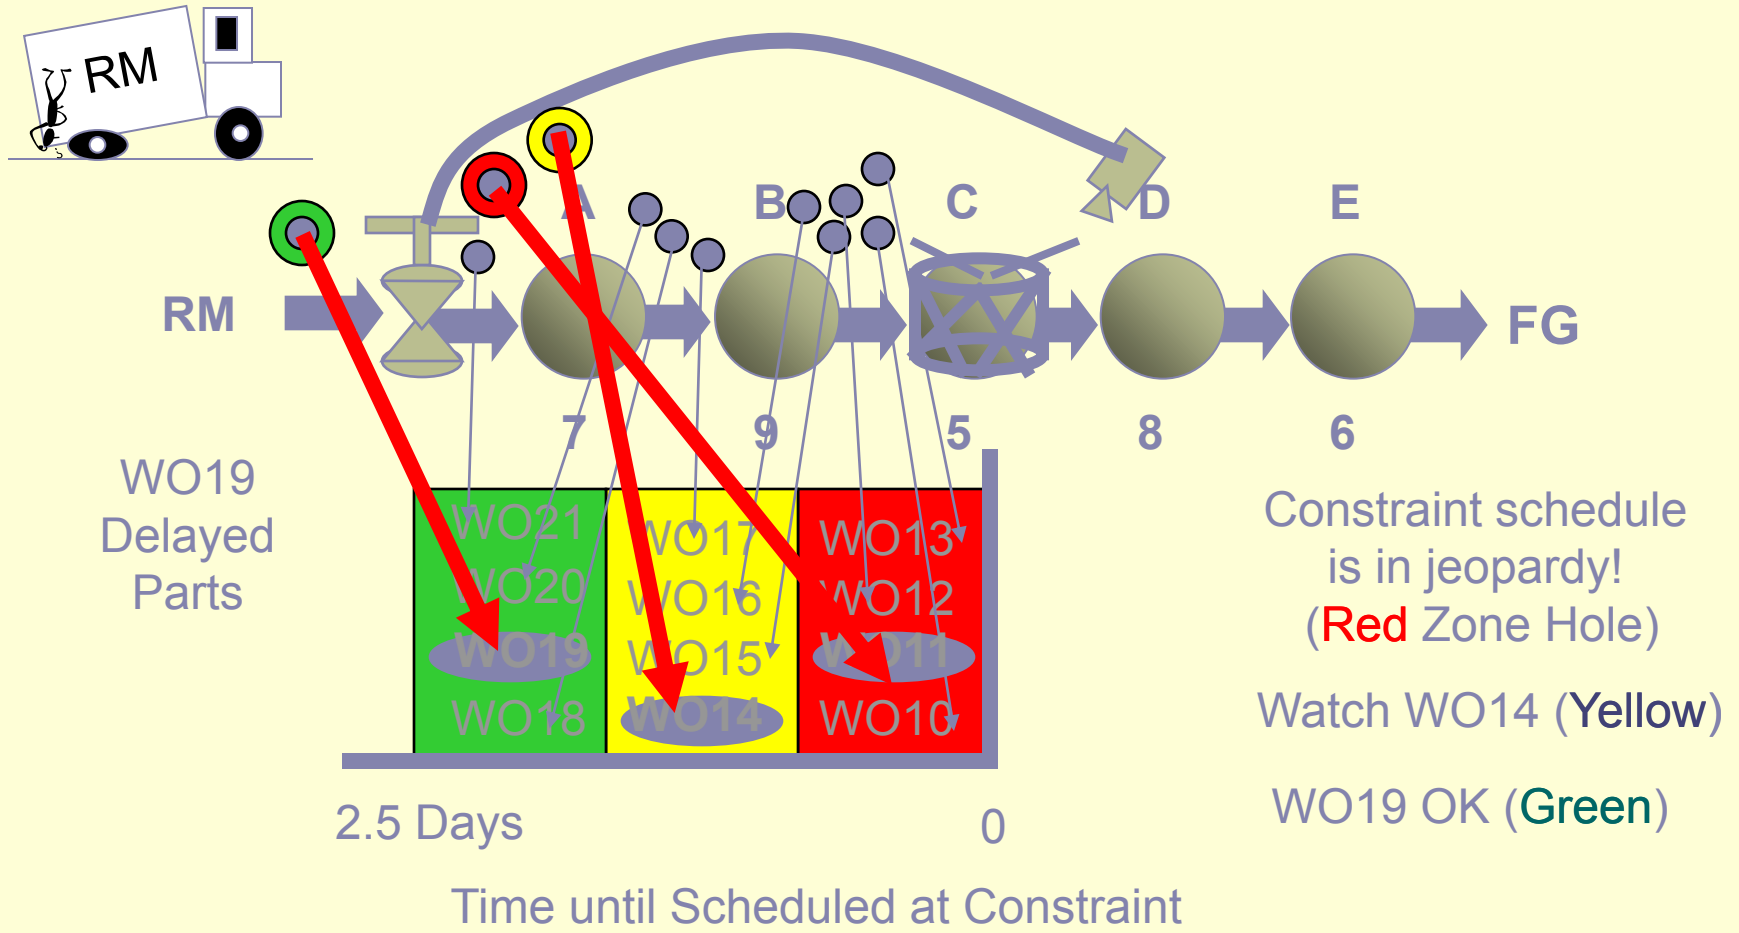 RM
A
B
C
D
E
RM
FG
7
9
5
8
6
WO19
Delayed
Parts
WO21
WO20
WO19
WO18
WO17
WO16
WO15
WO14
WO13
WO12
WO11
WO10
Constraint schedule
is in jeopardy!
(Red Zone Hole)
Watch WO14 (Yellow)
WO19 OK (Green)
2.5 Days
0
Time until Scheduled at Constraint